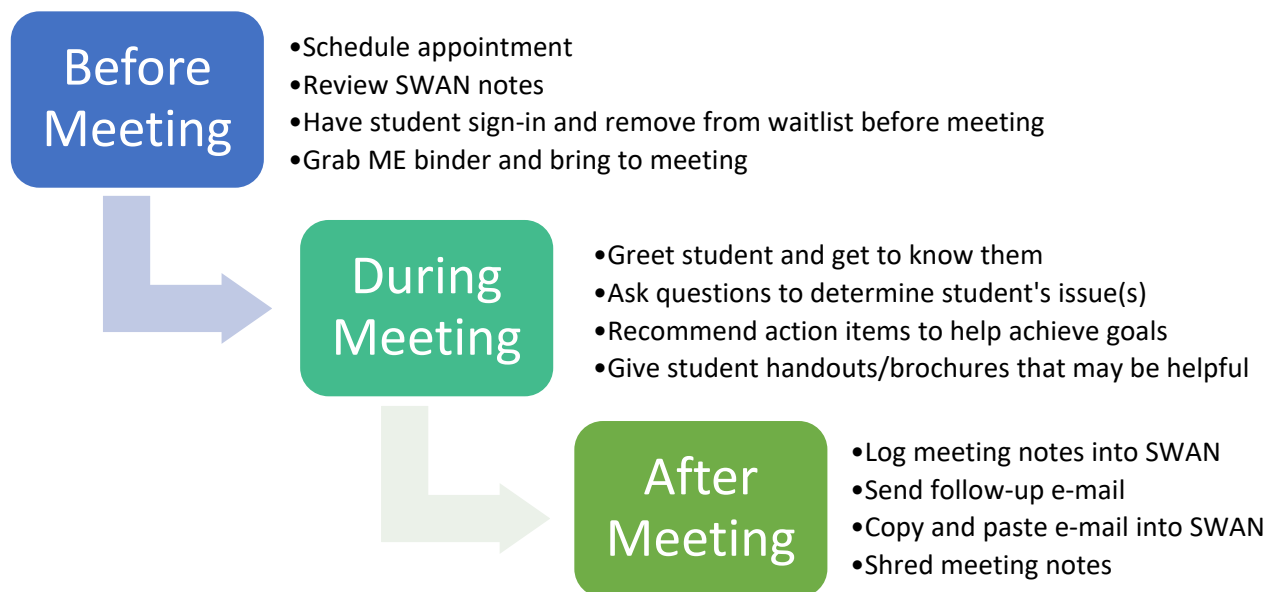 Before
Meeting
•Schedule appointment
•Review SWAN notes
•Have student sign-in and remove from waitlist before meeting
•Grab ME binder and bring to meeting
During
Meeting
•Greet student and get to know them
•Ask questions to determine student's issue(s)
•Recommend action items to help achieve goals
•Give student handouts/brochures that may be helpful
After
Meeting
•Log meeting notes into SWAN
•Send follow-up e-mail
•Copy and paste e-mail into SWAN
•Shred meeting notes